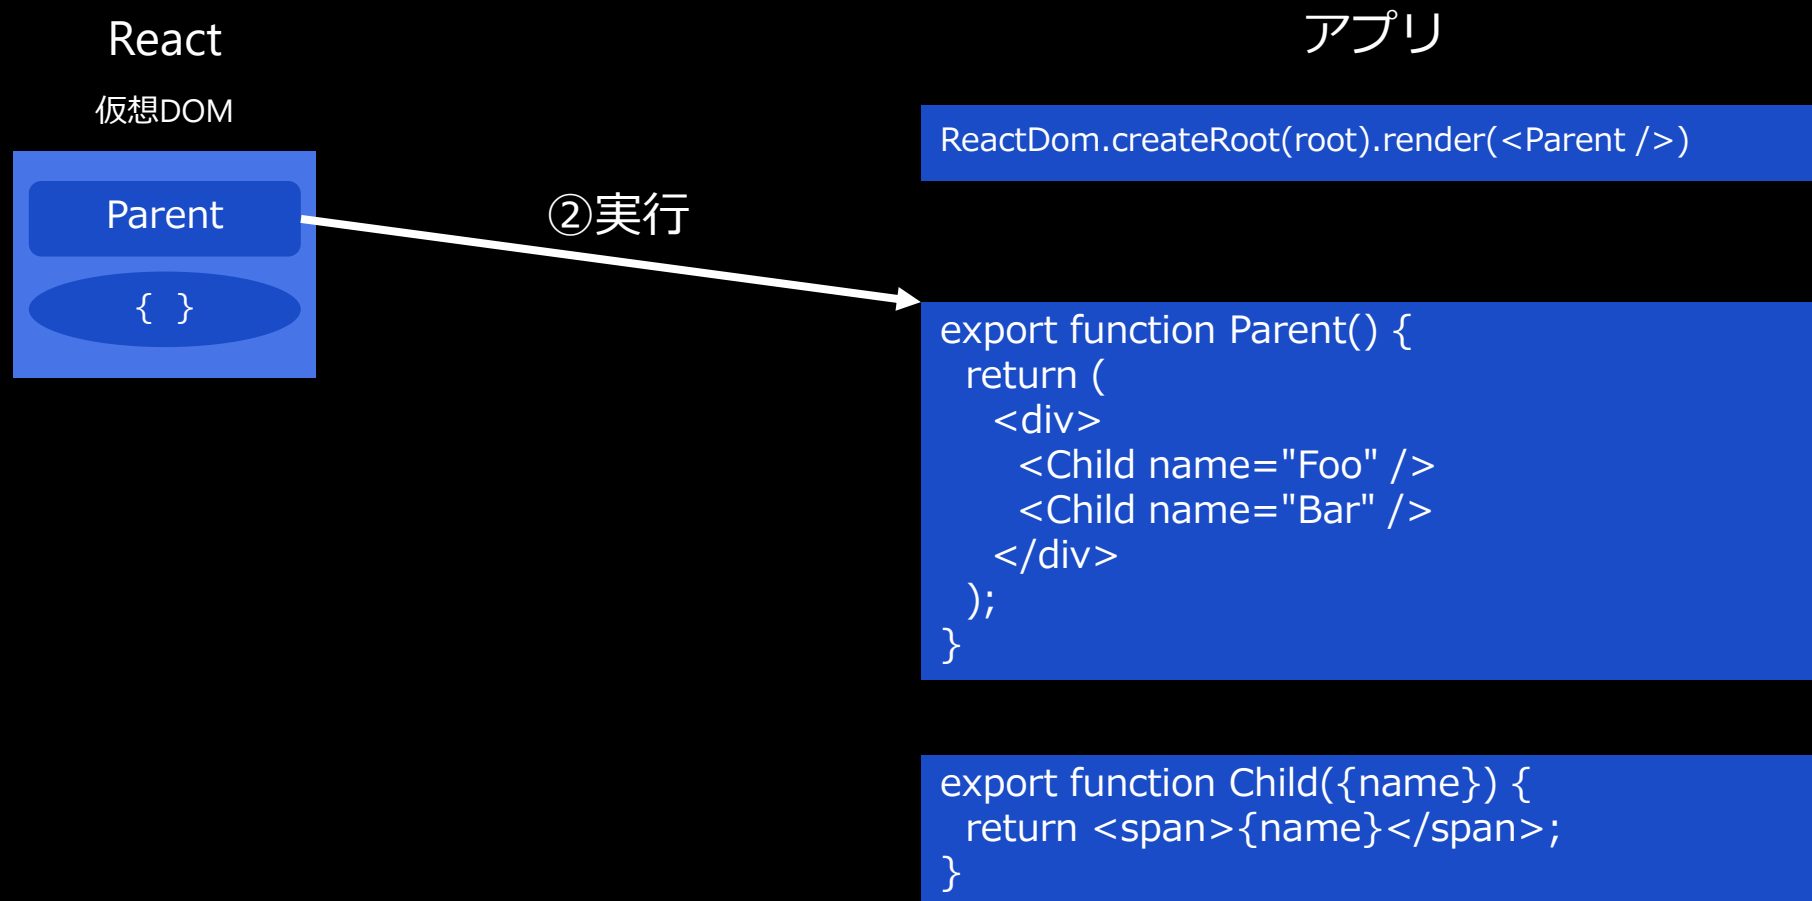 React
仮想DOM
Parent
{ }
②実行
アプリ
ReactDom.createRoot(root).render(<Parent />)
export function Parent() {
return (
<div>
<Child name="Foo" />
<Child name="Bar" />
</div>
);
}
export function Child({name}) {
return <span>{name}</span>;
}